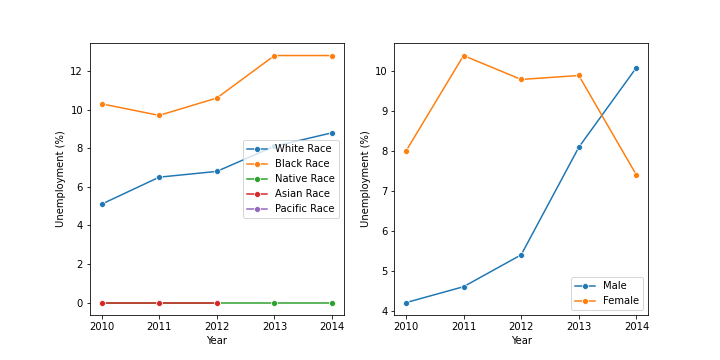 Unemployment (%)
12
10
8
6
4
2
0
2010 2011 2012 2013 2014
Year
White Race
Black Race
Native Race
Asian Race
Pacific Race
Unemployment (%)
10
9
8
7
6
5
4
2010 2011 2012 2013 2014
Year
Male
Female